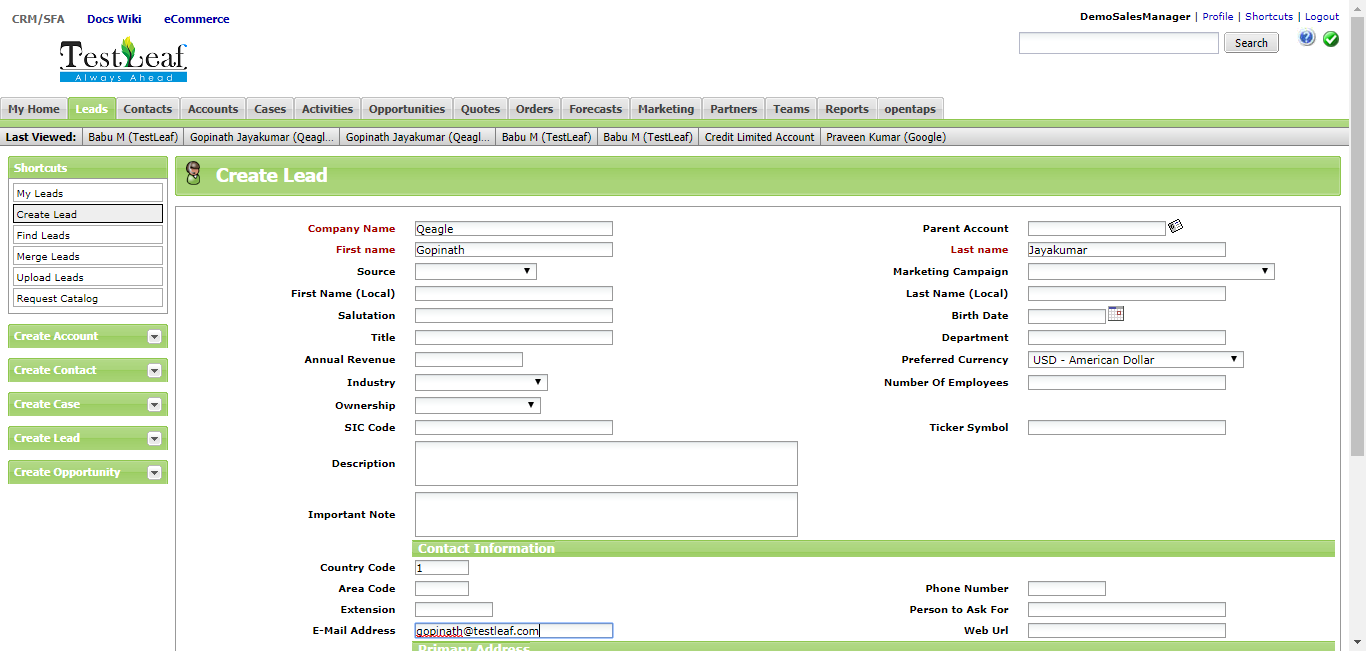 CRM/SFA Docs Wiki eCommerce
DemoSalesManager | Profile | Shortcuts | Logout
TestLeaf
Always Ahead
Search
My Home Leads Contacts Accounts Cases Activities Opportunities Quotes Orders Forecasts Marketing Partners Teams Reports opentaps
Last Viewed: Babu M (TestLeaf) Gopinath Jayakumar (Qeagl... Gopinath Jayakumar (Qeagl... Babu M (TestLeaf) Babu M (TestLeaf) Credit Limited Account Praveen Kumar (Google)
Shortcuts
My Leads
Create Lead
Find Leads
Merge Leads
Upload Leads
Request Catalog
Create Account
Create Contact
Create Case
Create Lead
Create Opportunity
Create Lead
Company Name Qeagle Parent Account
First name Gopinath Last name Jayakumar
Source Marketing Campaign
First Name (Local) Last Name (Local)
Salutation Birth Date
Title Department
Annual Revenue Preferred Currency USD - American Dollar
Industry Number Of Employees
Ownership
SIC Code Ticker Symbol
Description
Important Note
Contact Information
Country Code 1
Area Code Phone Number
Extension Person to Ask For
E-Mail Address gopinath@testleaf.com Web Url
Primary Address